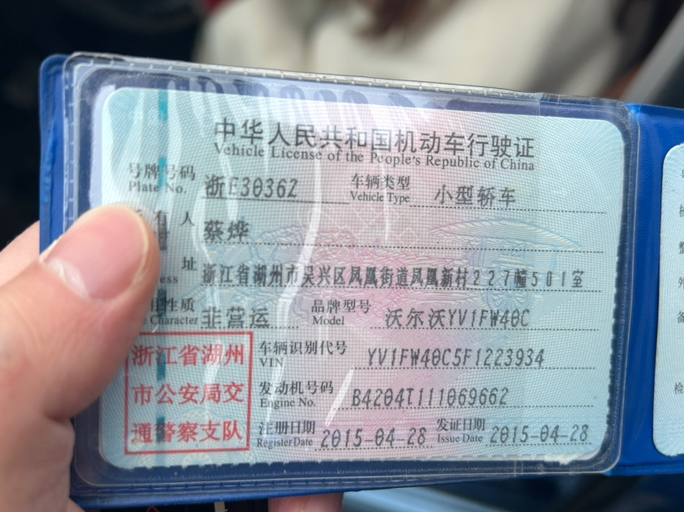 中华人民共和国机动车行驶证
Vehicle License of the People's Republic of China
号牌号码 浙E3036Z 车辆类型 小型轿车
Plate No. Vehicle Type
有人 蔡烨
址 浙江省湖州市吴兴区凤凰街道凤凰新村227幢501室
ess
性质 非营运 品牌型号 沃尔沃YV1FW40C
Character Model
浙江省湖州
市公安局交
通警察支队
车辆识别代号 YV1FW40C5F1223934
VIN
发动机号码 B4204T111069662
Engine No.
注册日期 2015-04-28 发证日期 2015-04-28
Register Date Issue Date